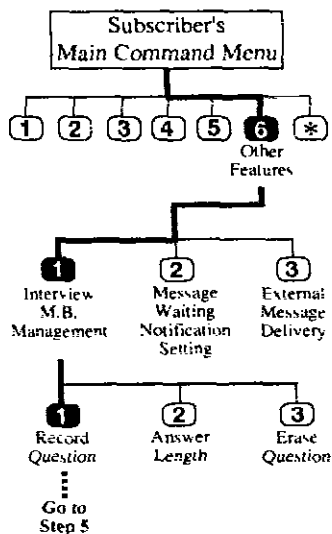 Subscriber's
Main Command Menu
1 2 3 4 5 6 *
Other
Features
1 2 3
Interview
M.B.
Management
Message
Waiting
Notification
Setting
External
Message
Delivery
1 2 3
Record
Question
Answer
Length
Erase
Question
Go to
Step 5